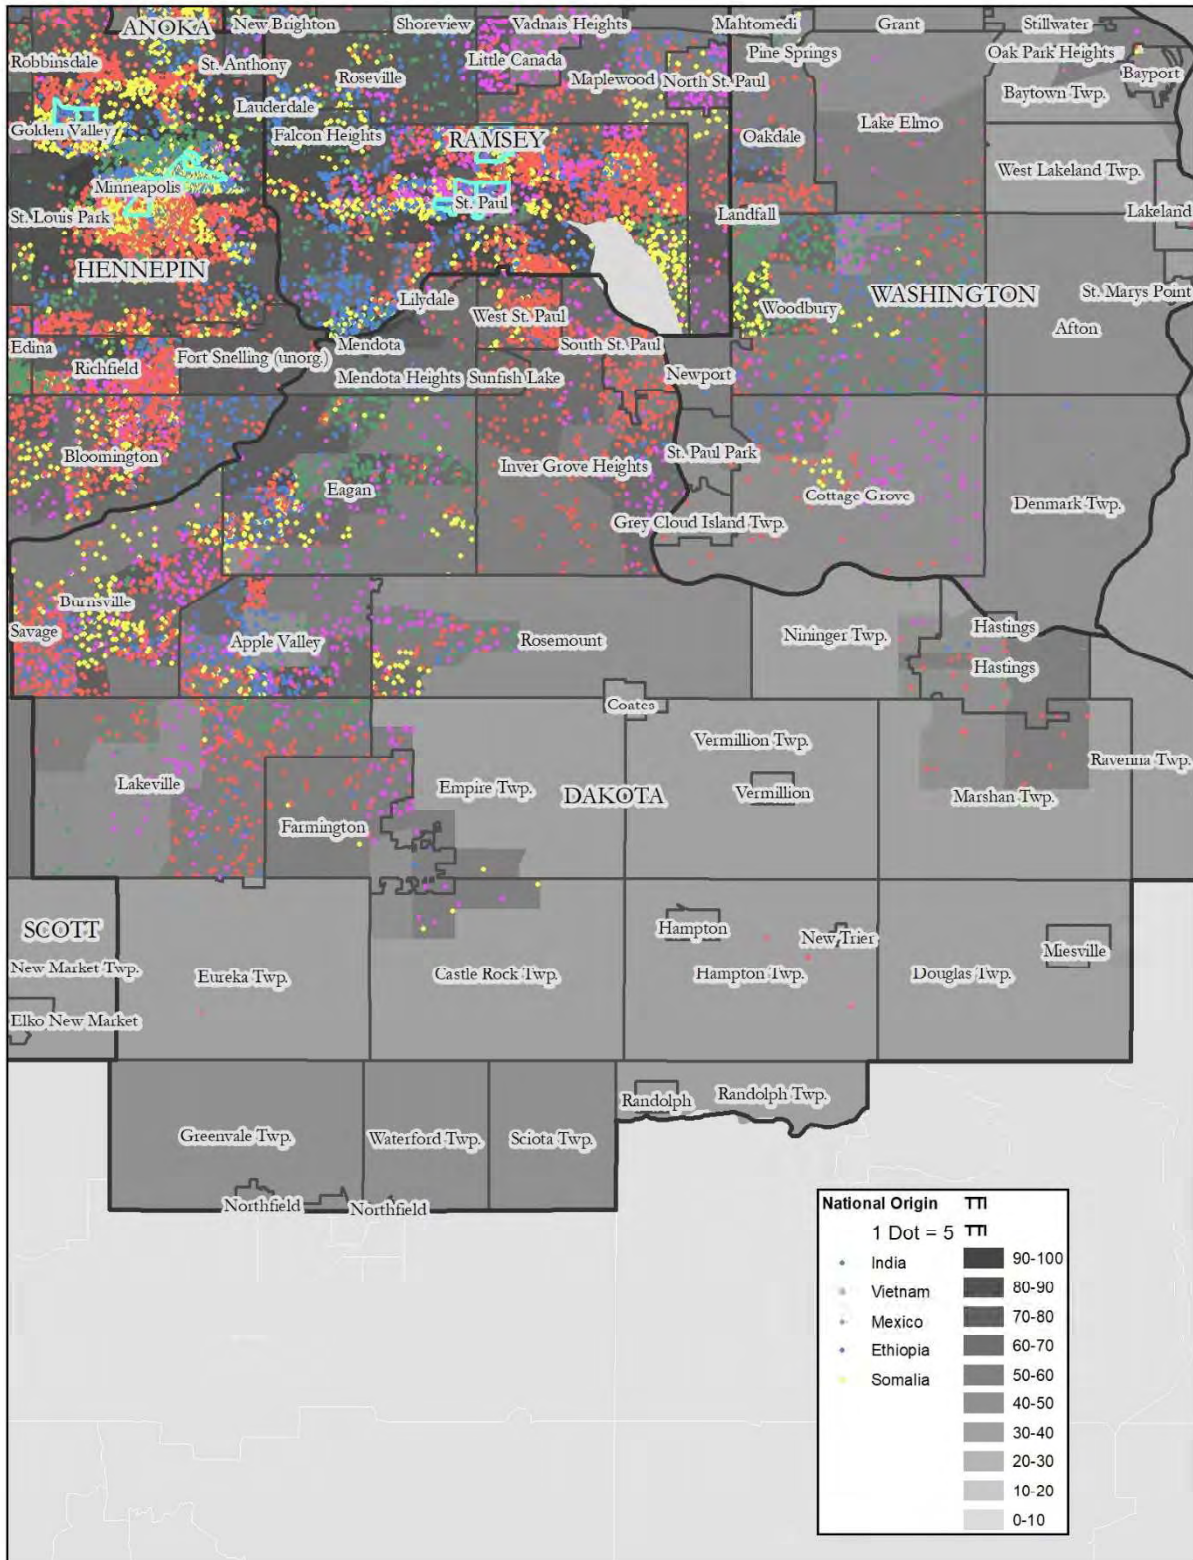 ANOKA
New Brighton
Shoreview
Vadnais Heights
Mahtomedi
Grant
Stillwater
Robbinsdale
St. Anthony
Roseville
Little Canada
Maplewood
North St. Paul
Pine Springs
Oak Park Heights
Bayport
Baytown Twp.
Lauderdale
Golden Valley
Falcon Heights
RAMSEY
Oakdale
Lake Elmo
West Lakeland Twp.
Minneapolis
St. Paul
St. Louis Park
Landfall
Lakeland
HENNEPIN
Lilydale
West St. Paul
Woodbury
WASHINGTON
St. Marys Point
Afton
Edina
Richfield
Fort Snelling (unorg.)
Mendota
South St. Paul
Mendota Heights
Sunfish Lake
Newport
Bloomington
Eagan
Inver Grove Heights
St. Paul Park
Cottage Grove
Denmark Twp.
Grey Cloud Island Twp.
Burnsville
Savage
Apple Valley
Rosemount
Nininger Twp.
Hastings
Hastings
Coates
Vermillion Twp.
Ravenna Twp.
Lakeville
Empire Twp.
DAKOTA
Vermillion
Marshan Twp.
Farmington
SCOTT
Hampton
New Trier
Miesville
New Market Twp.
Eureka Twp.
Castle Rock Twp.
Hampton Twp.
Douglas Twp.
Elko New Market
Randolph
Randolph Twp.
Greenvale Twp.
Waterford Twp.
Sciota Twp.
Northfield
Northfield
National Origin TTI
1 Dot = 5 TTI
India 90-100
80-90
Vietnam 70-80
Mexico 60-70
Ethiopia 50-60
Somalia 40-50
30-40
20-30
10-20
0-10